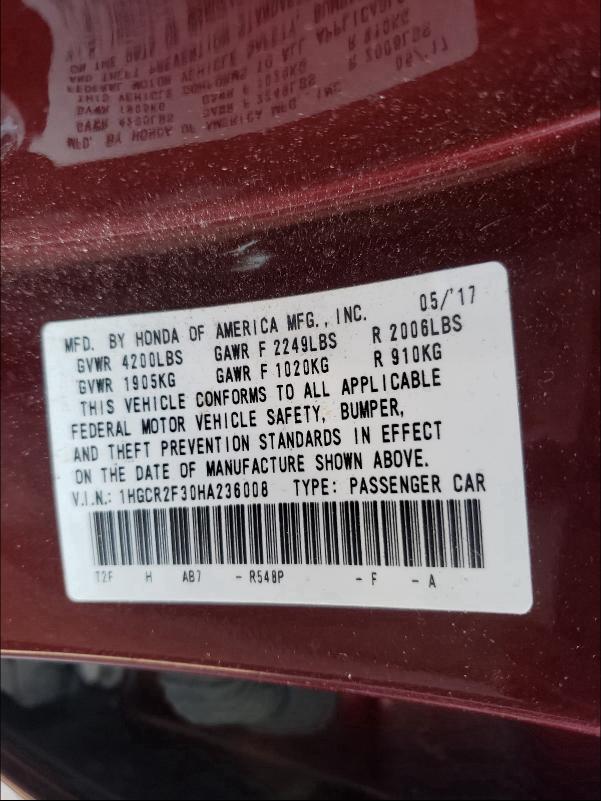 MFD. BY HONDA OF AMERICA MFG., INC. 05/'17
GVWR 4200LBS GAWR F 2249LBS R 2006LBS
GVWR 1905KG GAWR F 1020KG R 910KG
THIS VEHICLE CONFORMS TO ALL APPLICABLE
FEDERAL MOTOR VEHICLE SAFETY, BUMPER,
AND THEFT PREVENTION STANDARDS IN EFFECT
ON THE DATE OF MANUFACTURE SHOWN ABOVE.
V.I.N.: 1HGCR2F30HA236008 TYPE: PASSENGER CAR
T2F H AB7 - R548P - F - A